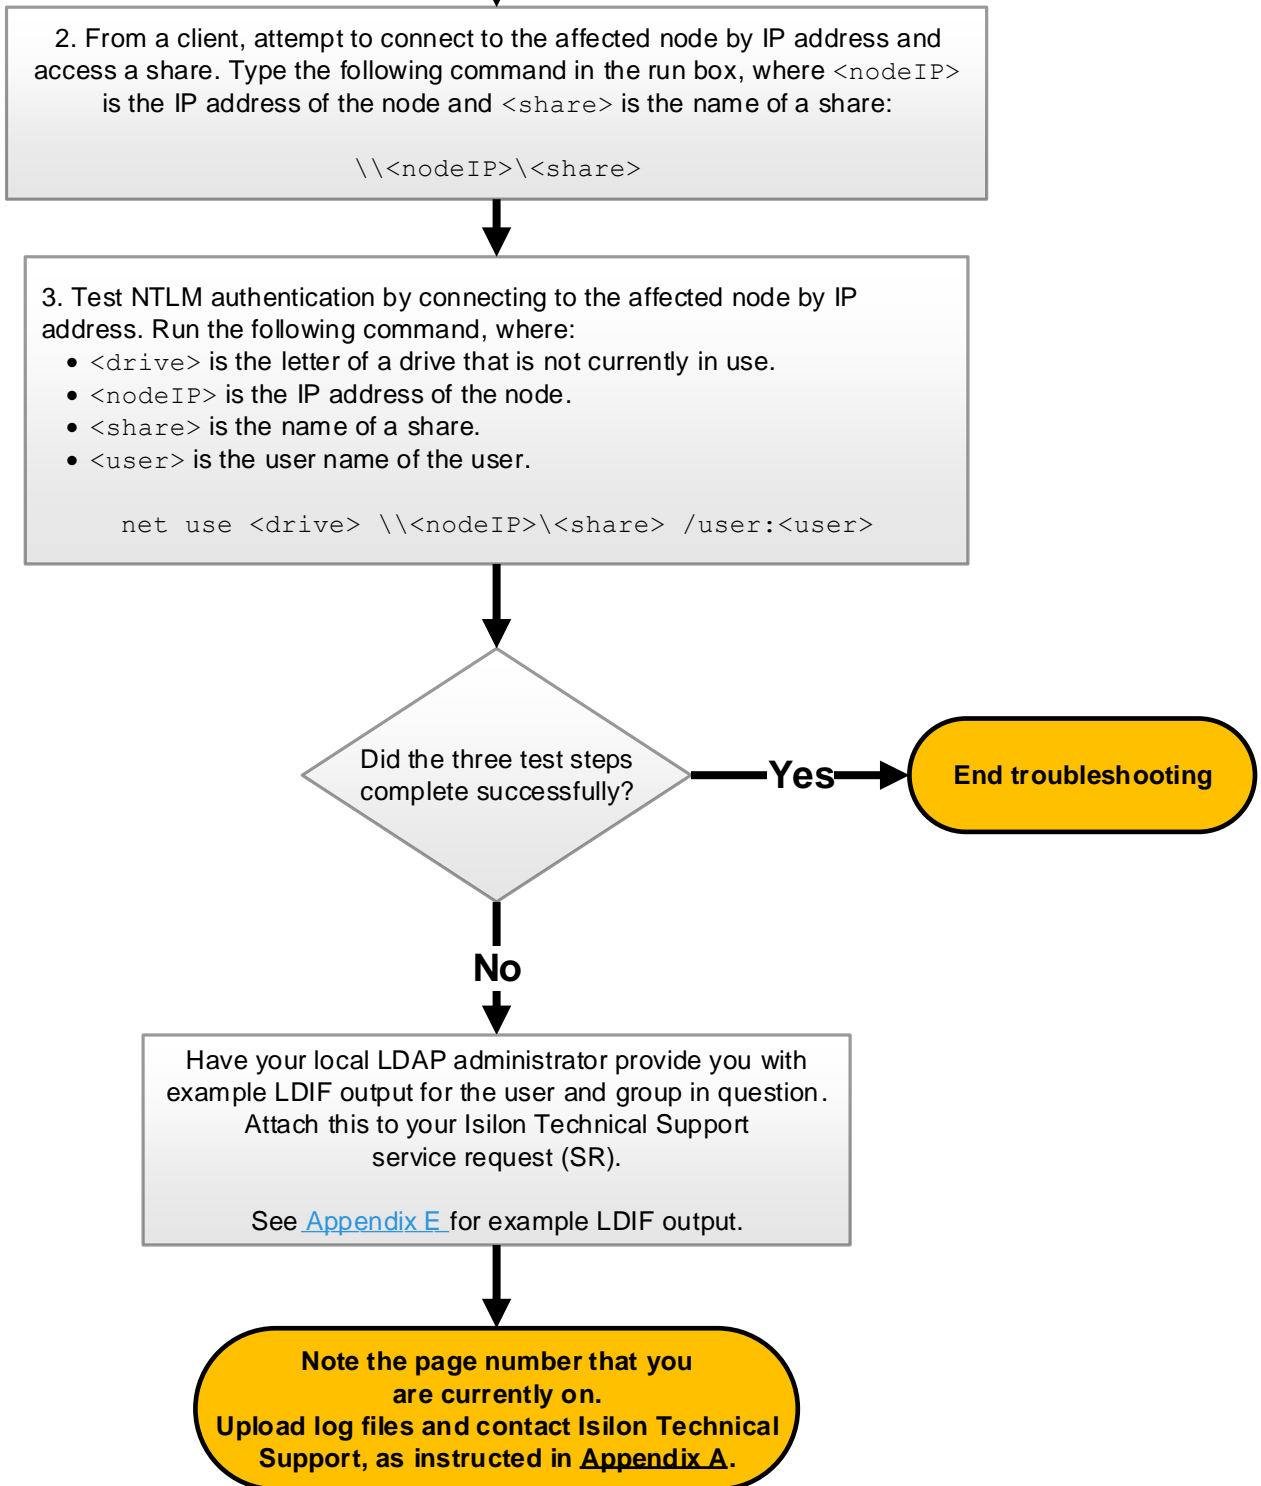 2. From a client, attempt to connect to the affected node by IP address and
access a share. Type the following command in the run box, where <nodeIP>
is the IP address of the node and <share> is the name of a share:
\\<nodeIP>\<share>
3. Test NTLM authentication by connecting to the affected node by IP
address. Run the following command, where:
• <drive> is the letter of a drive that is not currently in use.
• <nodeIP> is the IP address of the node.
• <share> is the name of a share.
• <user> is the user name of the user.
net use <drive> \\<nodeIP>\<share> /user:<user>
Did the three test steps
complete successfully?
Yes
End troubleshooting
No
Have your local LDAP administrator provide you with
example LDIF output for the user and group in question.
Attach this to your Isilon Technical Support
service request (SR).
See Appendix E for example LDIF output.
Note the page number that you
are currently on.
Upload log files and contact Isilon Technical
Support, as instructed in Appendix A.